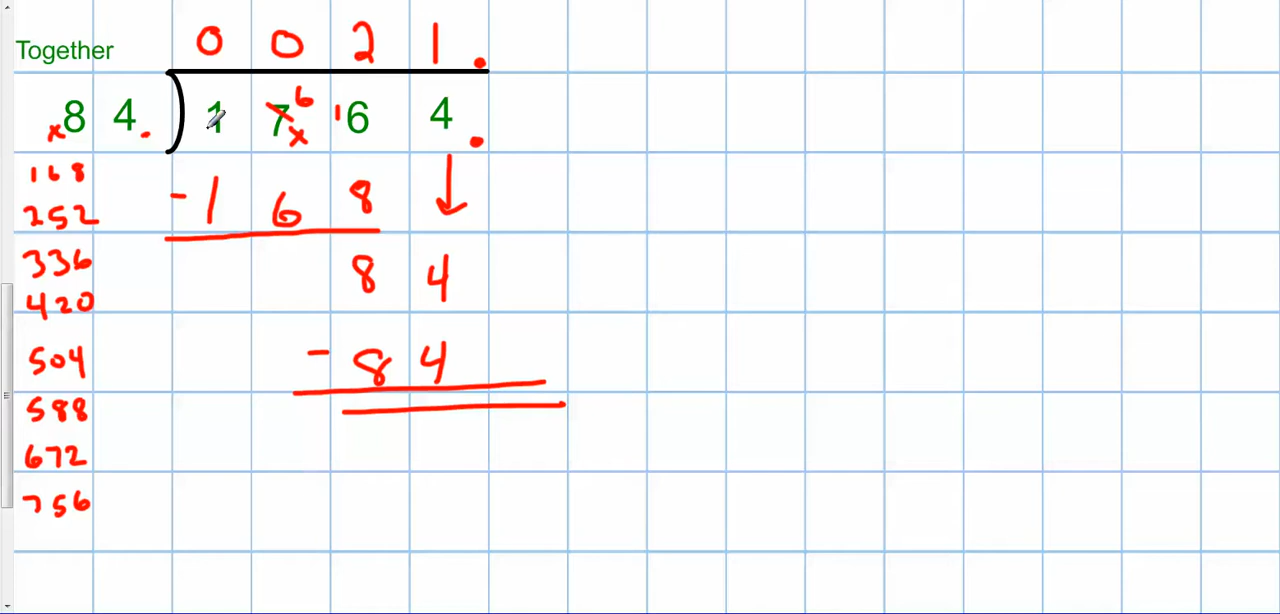 0 0 2 1 .
Together
x 8 4 . ) 1 7 6 x 1 6 4 .
168
- 1 6 8
252
336
8 4
420
504
- 8 4
588
672
756